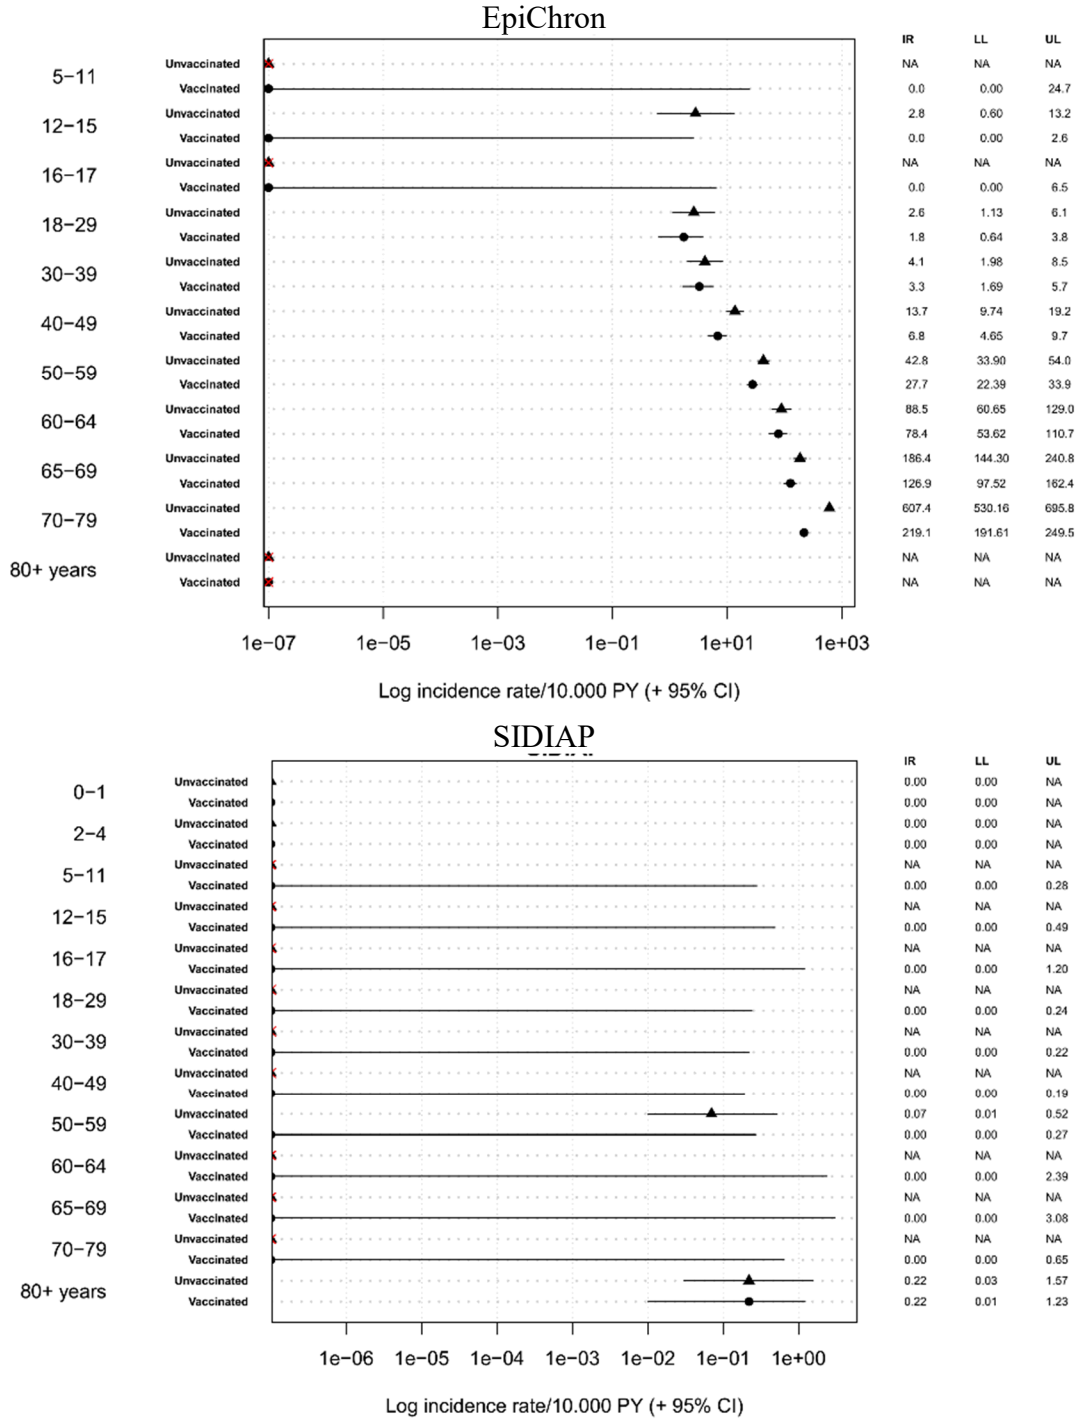 EpiChron
IR LL UL
Unvaccinated NA NA NA
5−11
Vaccinated 0.0 0.00 24.7
Unvaccinated 2.8 0.60 13.2
12−15
Vaccinated 0.0 0.00 2.6
Unvaccinated NA NA NA
16−17
Vaccinated 0.0 0.00 6.5
Unvaccinated 2.6 1.13 6.1
18−29
Vaccinated 1.8 0.64 3.8
Unvaccinated 4.1 1.98 8.5
30−39
Vaccinated 3.3 1.69 5.7
Unvaccinated 13.7 9.74 19.2
40−49
Vaccinated 6.8 4.65 9.7
Unvaccinated 42.8 33.90 54.0
50−59
Vaccinated 27.7 22.39 33.9
Unvaccinated 88.5 60.65 129.0
60−64
Vaccinated 78.4 53.62 110.7
Unvaccinated 186.4 144.30 240.8
65−69
Vaccinated 126.9 97.52 162.4
Unvaccinated 607.4 530.16 695.8
70−79
Vaccinated 219.1 191.61 249.5
Unvaccinated NA NA NA
80+ years
Vaccinated NA NA NA
1e−07 1e−05 1e−03 1e−01 1e+01 1e+03
Log incidence rate/10.000 PY (+ 95% CI)
SIDIAP
IR LL UL
Unvaccinated 0.00 0.00 NA
0−1
Vaccinated 0.00 0.00 NA
Unvaccinated 0.00 0.00 NA
2−4
Vaccinated 0.00 0.00 NA
Unvaccinated NA NA NA
5−11
Vaccinated 0.00 0.00 0.28
Unvaccinated NA NA NA
12−15
Vaccinated 0.00 0.00 0.49
Unvaccinated NA NA NA
16−17
Vaccinated 0.00 0.00 1.20
Unvaccinated NA NA NA
18−29
Vaccinated 0.00 0.00 0.24
Unvaccinated NA NA NA
30−39
Vaccinated 0.00 0.00 0.22
Unvaccinated NA NA NA
40−49
Vaccinated 0.00 0.00 0.19
Unvaccinated 0.07 0.01 0.52
50−59
Vaccinated 0.00 0.00 0.27
Unvaccinated NA NA NA
60−64
Vaccinated 0.00 0.00 2.39
Unvaccinated NA NA NA
65−69
Vaccinated 0.00 0.00 3.08
Unvaccinated NA NA NA
70−79
Vaccinated 0.00 0.00 0.65
Unvaccinated 0.22 0.03 1.57
80+ years
Vaccinated 0.22 0.01 1.23
1e−06 1e−05 1e−04 1e−03 1e−02 1e−01 1e+00
Log incidence rate/10.000 PY (+ 95% CI)